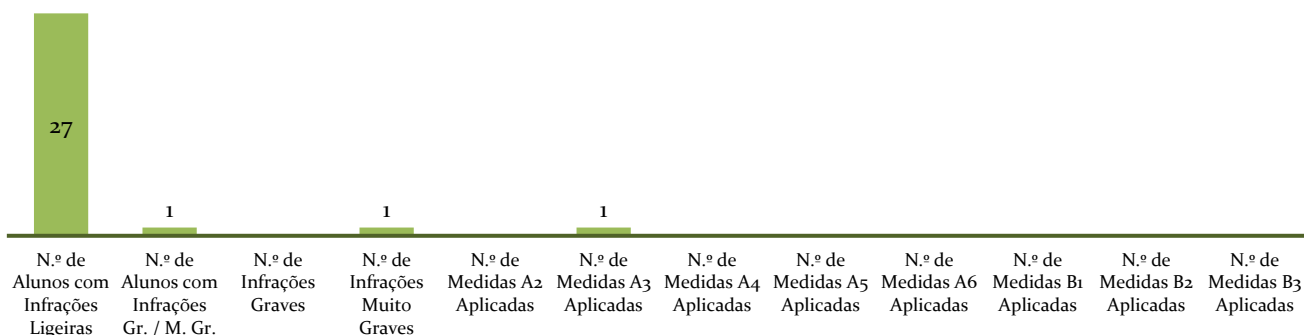 27
1
1
1
N.º de
Alunos com
Infrações
Ligeiras
N.º de
Alunos com
Infrações
Gr. / M. Gr.
N.º de
Infrações
Graves
N.º de
Infrações
Muito
Graves
N.º de
Medidas A2
Aplicadas
N.º de
Medidas A3
Aplicadas
N.º de
Medidas A4
Aplicadas
N.º de
Medidas A5
Aplicadas
N.º de
Medidas A6
Aplicadas
N.º de
Medidas B1
Aplicadas
N.º de
Medidas B2
Aplicadas
N.º de
Medidas B3
Aplicadas